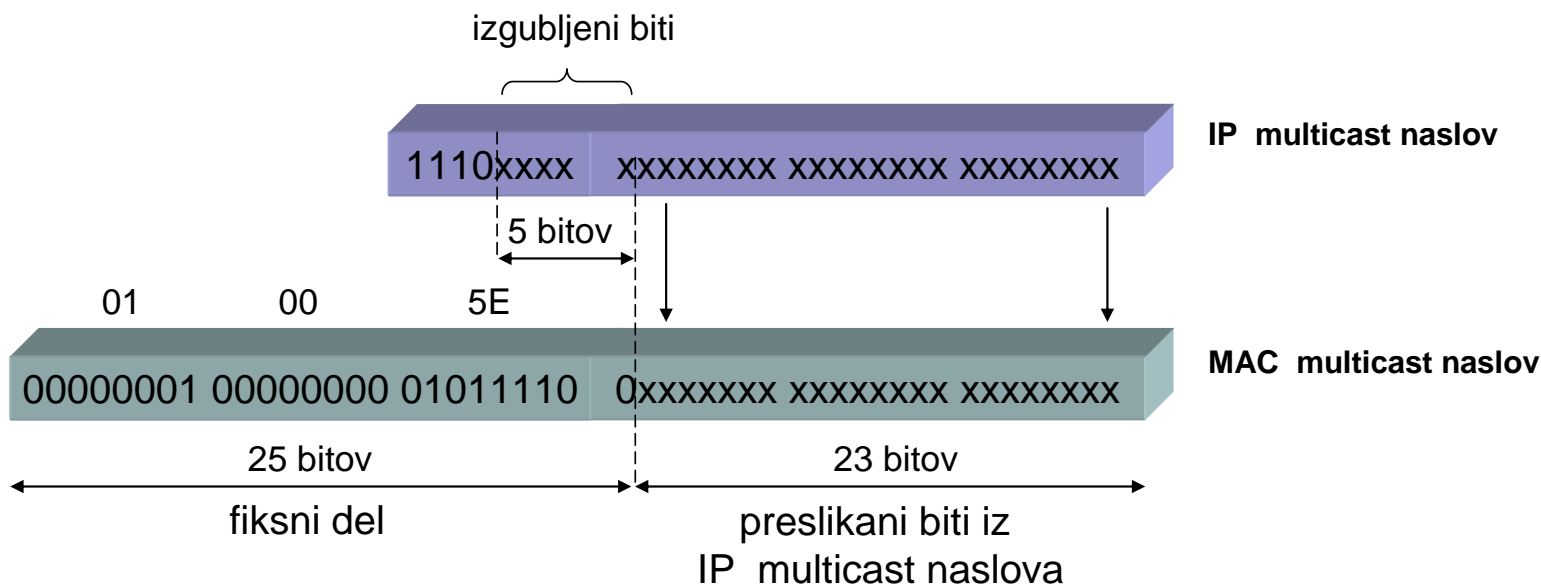 izgubljeni biti
IP multicast naslov
1110xxxx xxxxxxxx xxxxxxxx xxxxxxxx
5 bitov
01 00 5E
MAC multicast naslov
00000001 00000000 01011110 0xxxxxxx xxxxxxxx xxxxxxxx
25 bitov 23 bitov
fiksni del
preslikani biti iz
IP multicast naslova